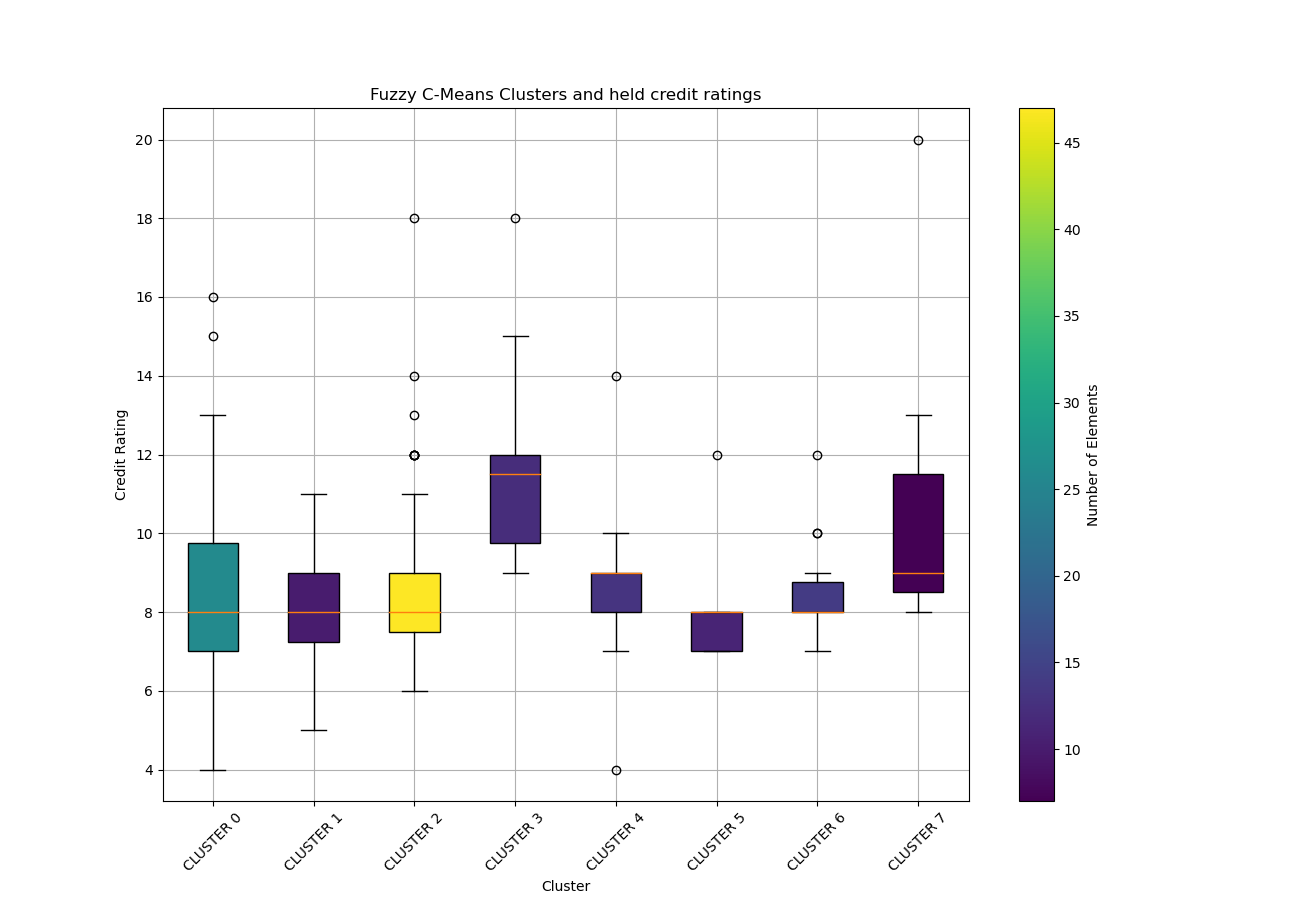 Fuzzy C-Means Clusters and held credit ratings
20
18
16
14
12
10
8
6
4
Credit Rating
CLUSTER 0
CLUSTER 1
CLUSTER 2
CLUSTER 3
CLUSTER 4
CLUSTER 5
CLUSTER 6
CLUSTER 7
Cluster
45
40
35
30
25
20
15
10
Number of Elements